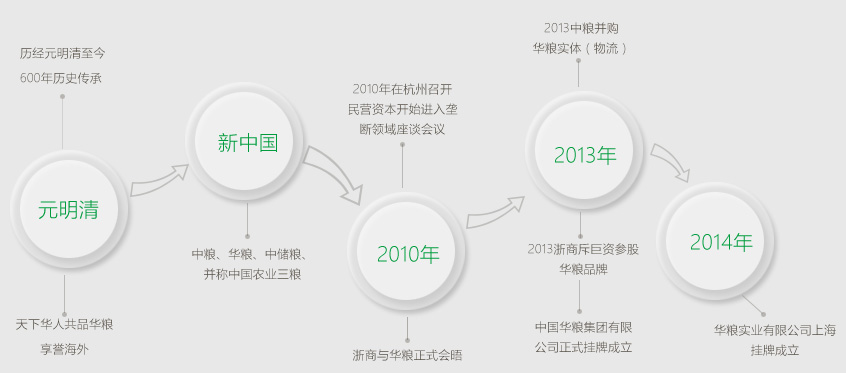 历经元明清至今
600年历史传承
元明清
天下华人共品华粮
享誉海外
新中国
中粮、华粮、中储粮、
并称中国农业三粮
2010年在杭州召开
民营资本开始进入垄
断领域座谈会议
2010年
浙商与华粮正式会晤
2013中粮并购
华粮实体（物流）
2013年
2013浙商斥巨资参股
华粮品牌
中国华粮集团有限
公司正式挂牌成立
2014年
华粮实业有限公司上海
挂牌成立